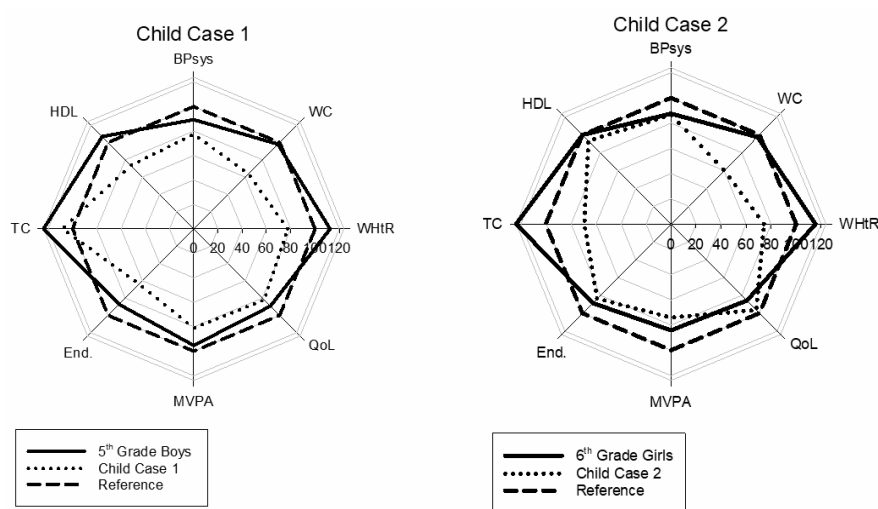 Child Case 1
BPsys
HDL
WC
TC
WHtR
0 20 40 60 80 100 120
End.
QoL
MVPA
5th Grade Boys
Child Case 1
Reference
Child Case 2
BPsys
HDL
WC
TC
WHtR
0 20 40 60 80 100 120
End.
QoL
MVPA
6th Grade Girls
Child Case 2
Reference